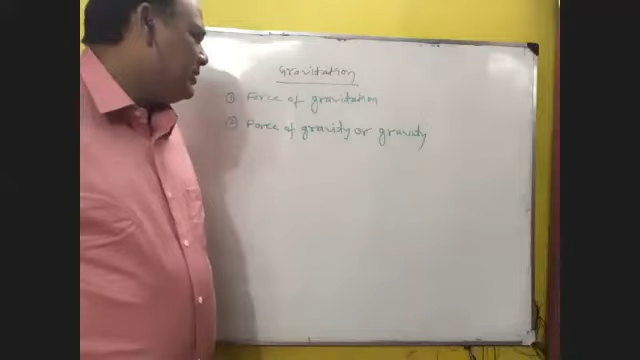 Gravitation
① Force of gravitation
② Force of gravity or gravity